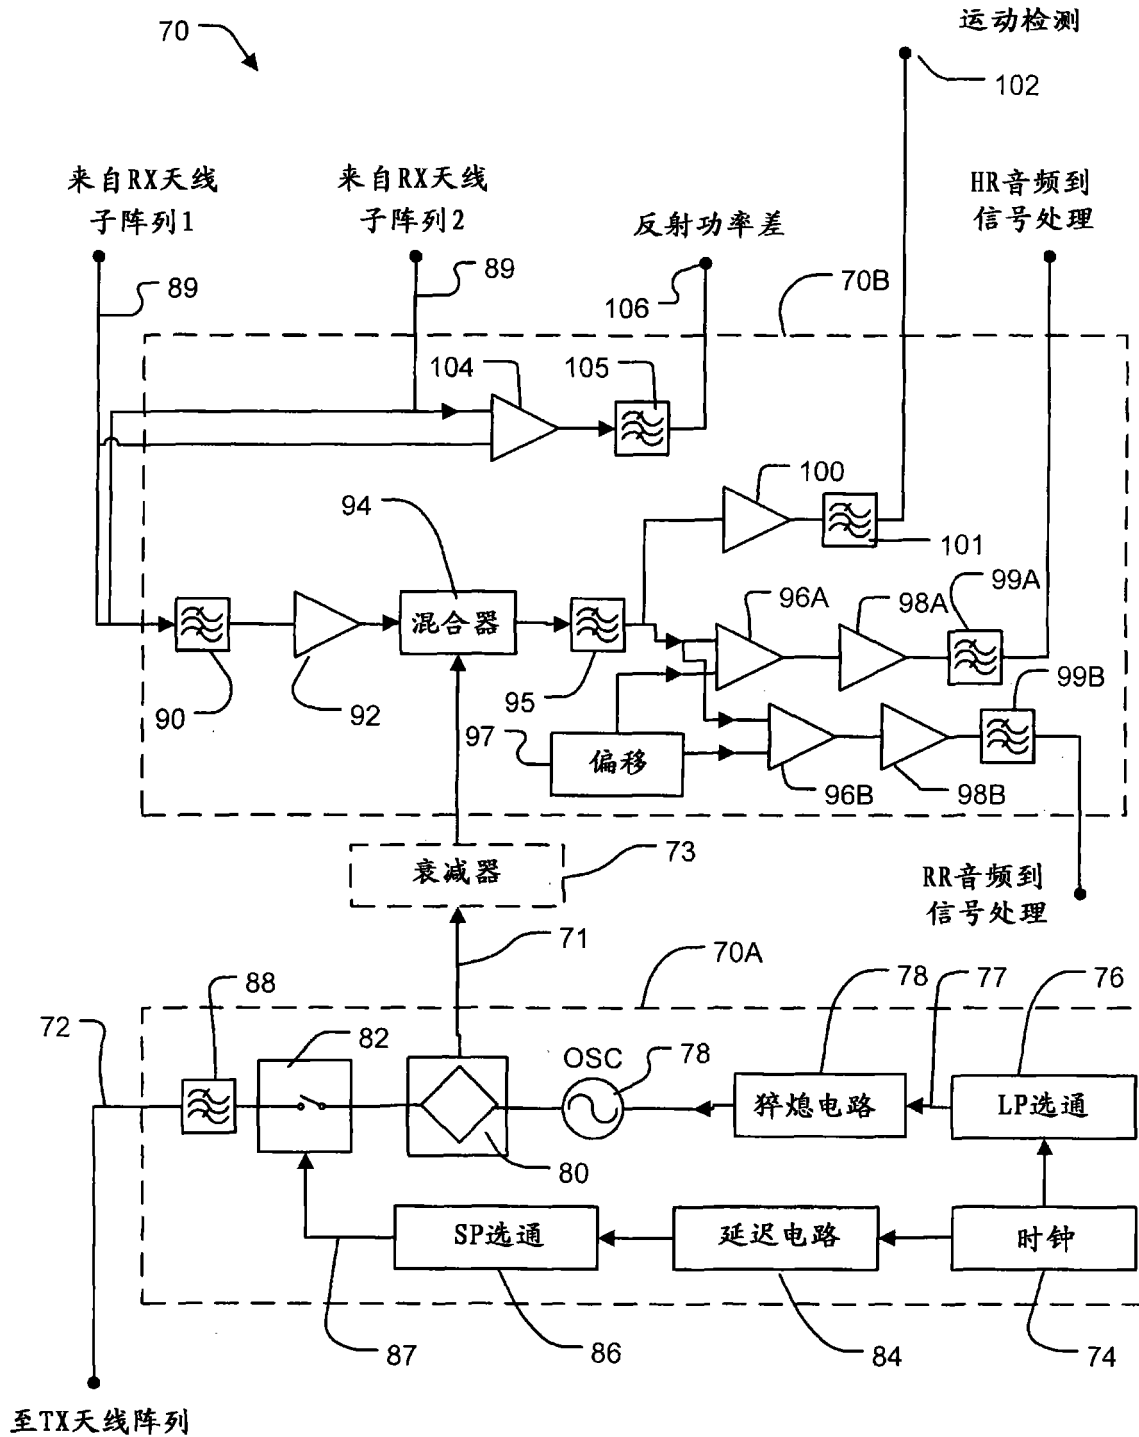 运动检测
70
102
来自RX天线
子阵列1
来自RX天线
子阵列2
反射功率差
HR音频到
信号处理
89
89
106
70B
104
105
100
94
101
99A
96A
98A
混合器
90
92
95
99B
97
偏移
96B
98B
衰减器
73
RR音频到
信号处理
71
70A
88
78
77
76
72
82
OSC
78
猝熄电路
LP选通
80
SP选通
延迟电路
时钟
87
86
84
74
至TX天线阵列